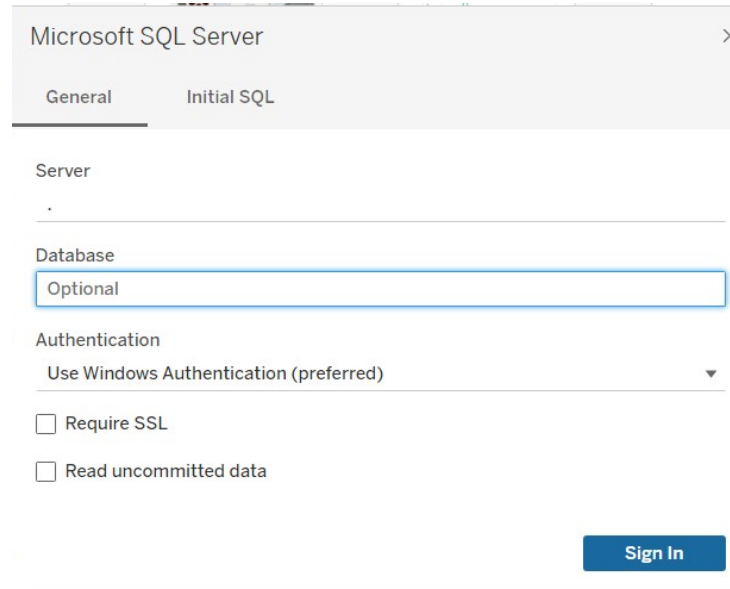 Microsoft SQL Server
General Initial SQL
Server
.
Database
Optional
Authentication
Use Windows Authentication (preferred)
Require SSL
Read uncommitted data
Sign In